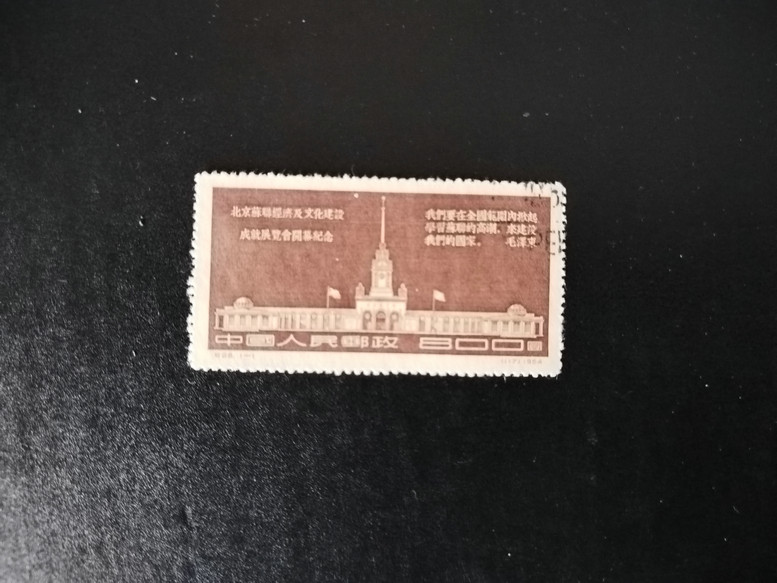 北京蘇聯經濟及文化建設
成就展覽會開幕紀念
我們要在全國範圍內掀起
學習蘇聯的高潮，來建設
我們的國家。 毛澤東
中國人民郵政 800圓